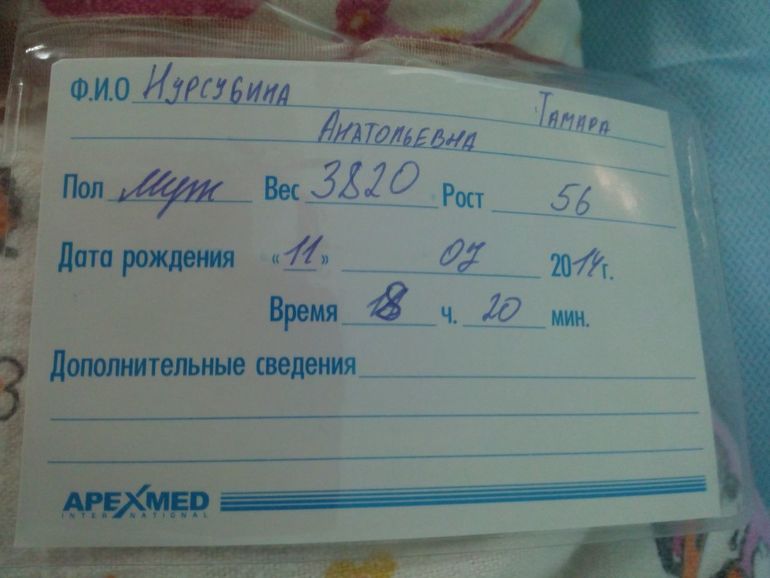 Ф.И.О Нурсубина Тамара
Анатольевна
Пол муж Вес 3820 Рост 56
Дата рождения «11» 07 2014г.
Время 18 ч. 20 мин.
Дополнительные сведения
APEXMED
INTERNATIONAL